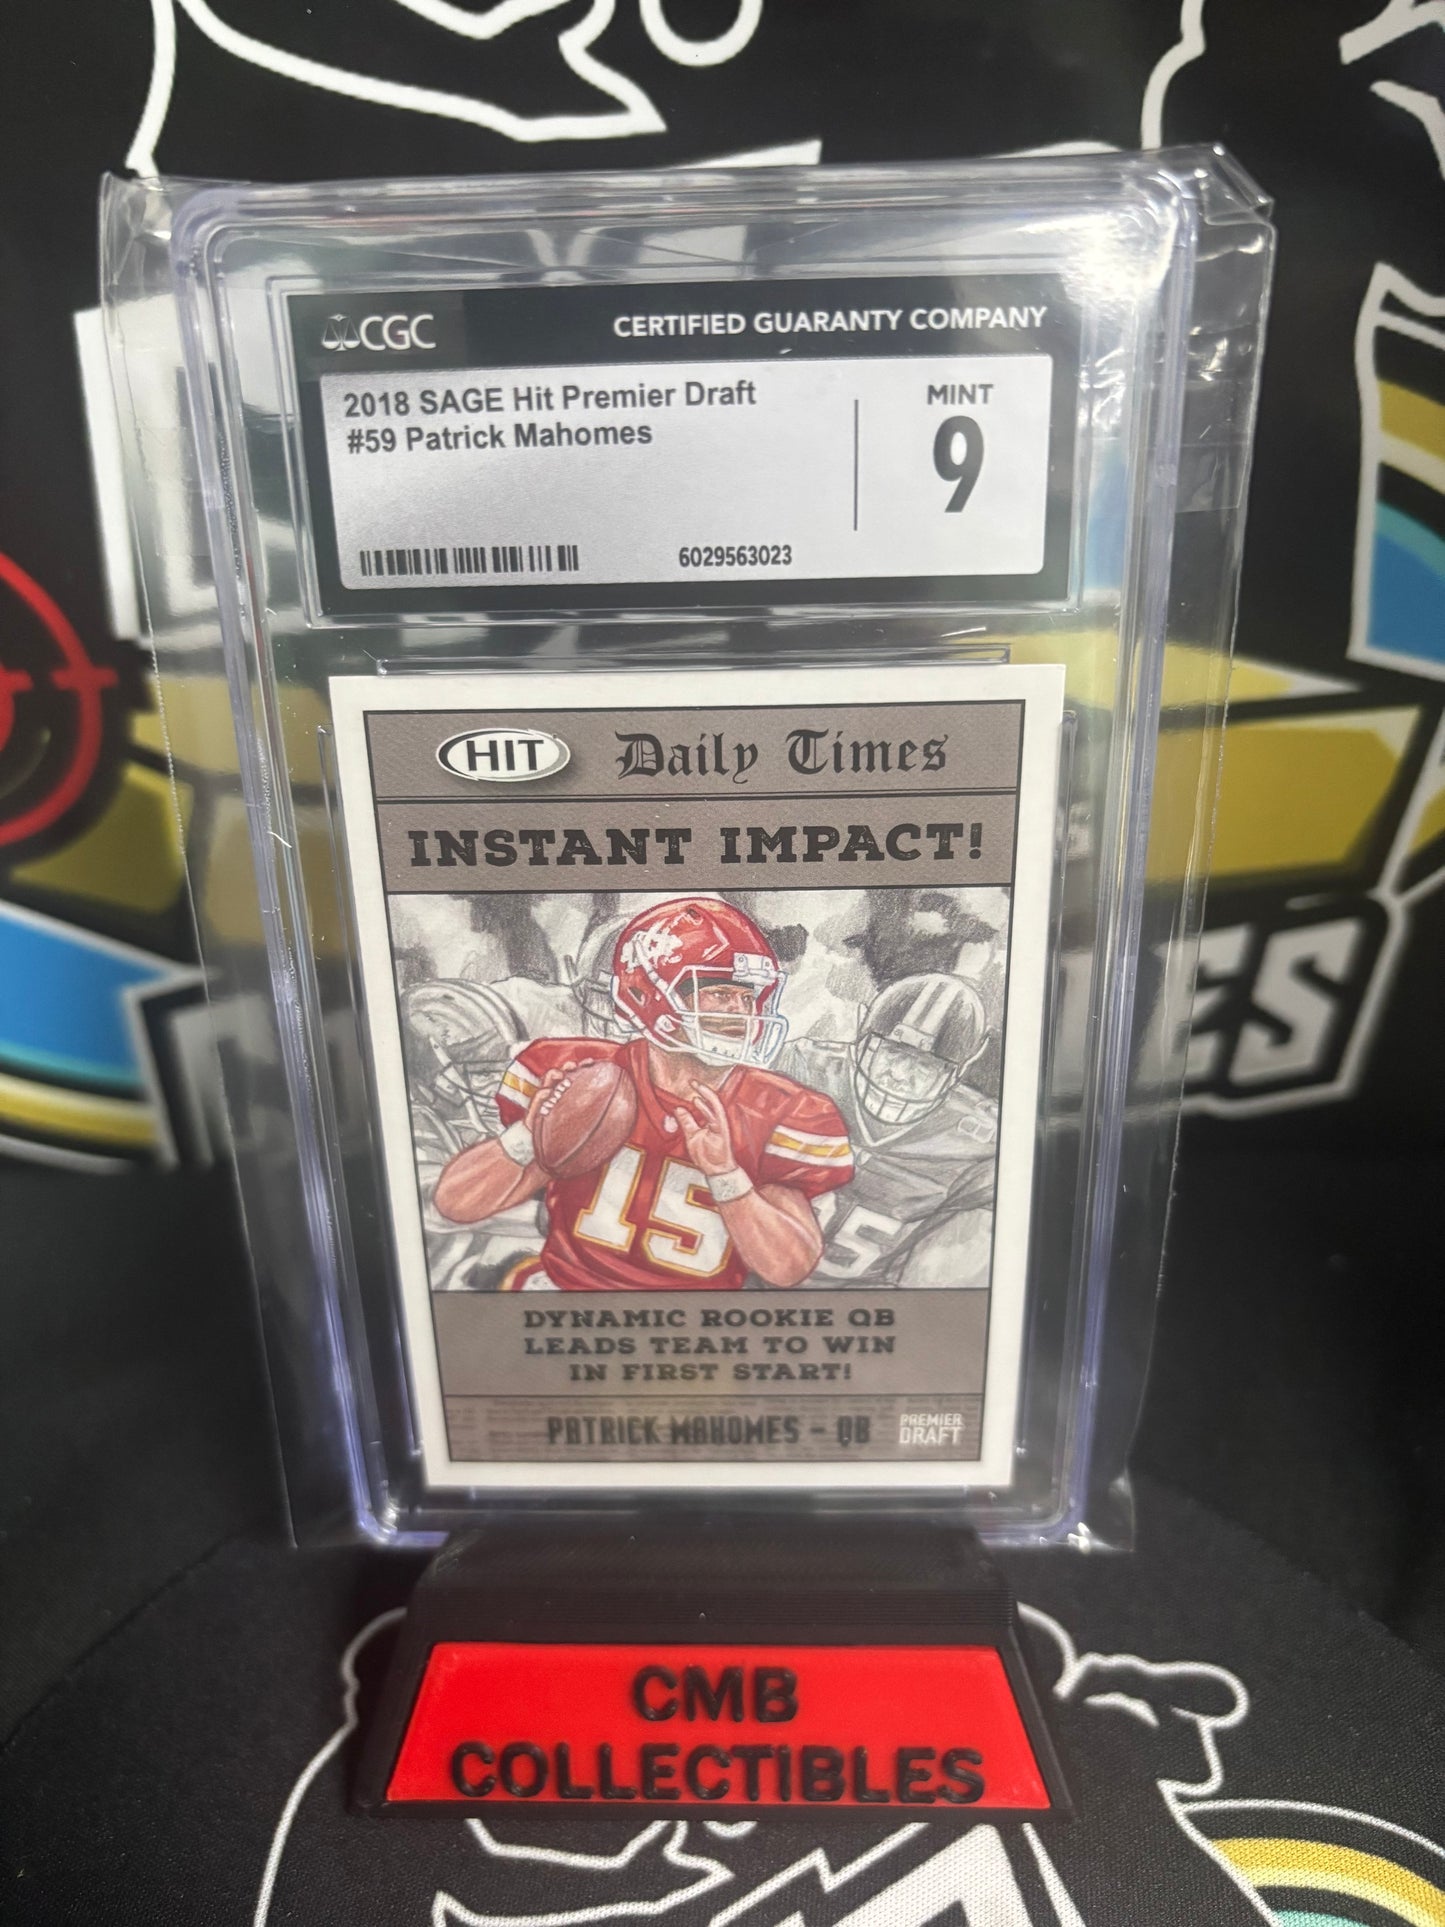 CGC
CERTIFIED GUARANTY COMPANY
2018 SAGE Hit Premier Draft
#59 Patrick Mahomes
MINT
9
6029563023
HIT Daily Times
INSTANT IMPACT!
15
DYNAMIC ROOKIE QB
LEADS TEAM TO WIN
IN FIRST START!
PATRICK MAHOMES - QB
PREMIER
DRAFT
CMB
COLLECTIBLES